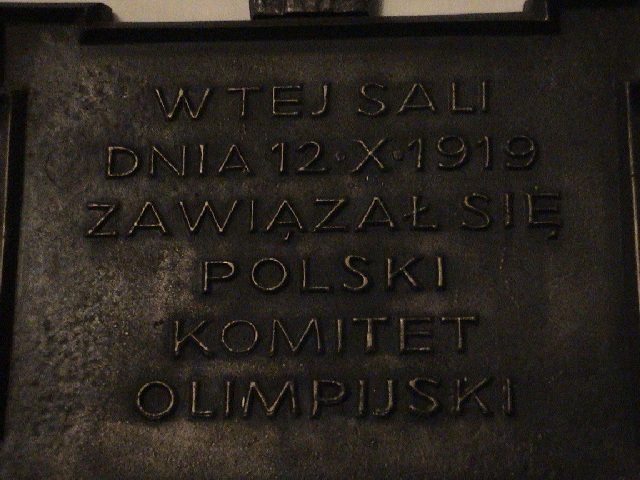 W TEJ SALI
DNIA 12·X·1919
ZAWIĄZAŁ SIĘ
POLSKI
KOMITET
OLIMPIJSKI